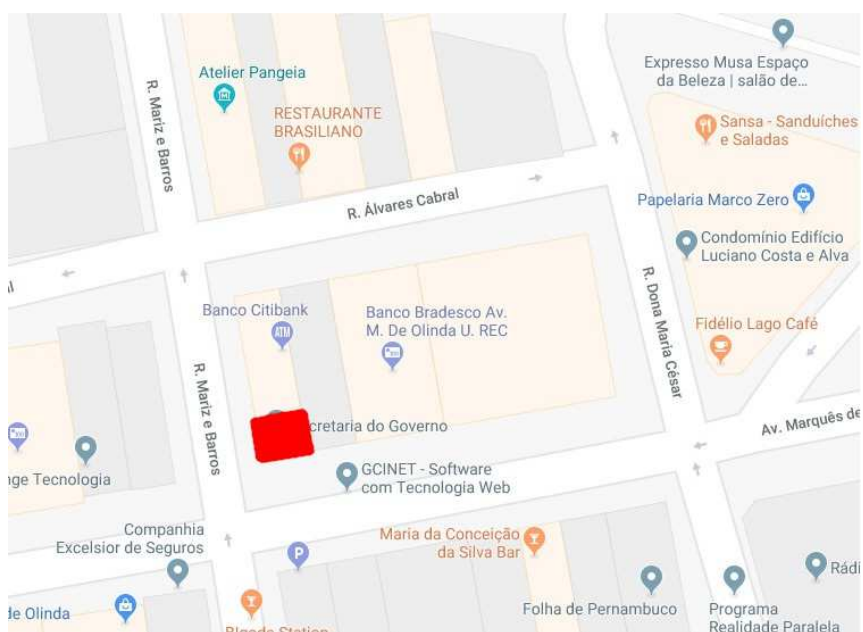 Expresso Musa Espaço
da Beleza | salão de...
Atelier Pangeia
R. Mariz e Barros
RESTAURANTE
BRASILIANO
Sansa - Sanduíches
e Saladas
R. Álvares Cabral
Papelaria Marco Zero
Condomínio Edifício
Luciano Costa e Alva
Banco Citibank
ATM
Banco Bradesco Av.
M. De Olinda U. REC
R. Dona Maria César
Fidélio Lago Café
R. Mariz e Barros
cretaria do Governo
Av. Marquês de
nge Tecnologia
GCINET - Software
com Tecnologia Web
Companhia
Excelsior de Seguros
P
Maria da Conceição
da Silva Bar
Rádi
de Olinda
Folha de Pernambuco
Programa
Realidade Paralela